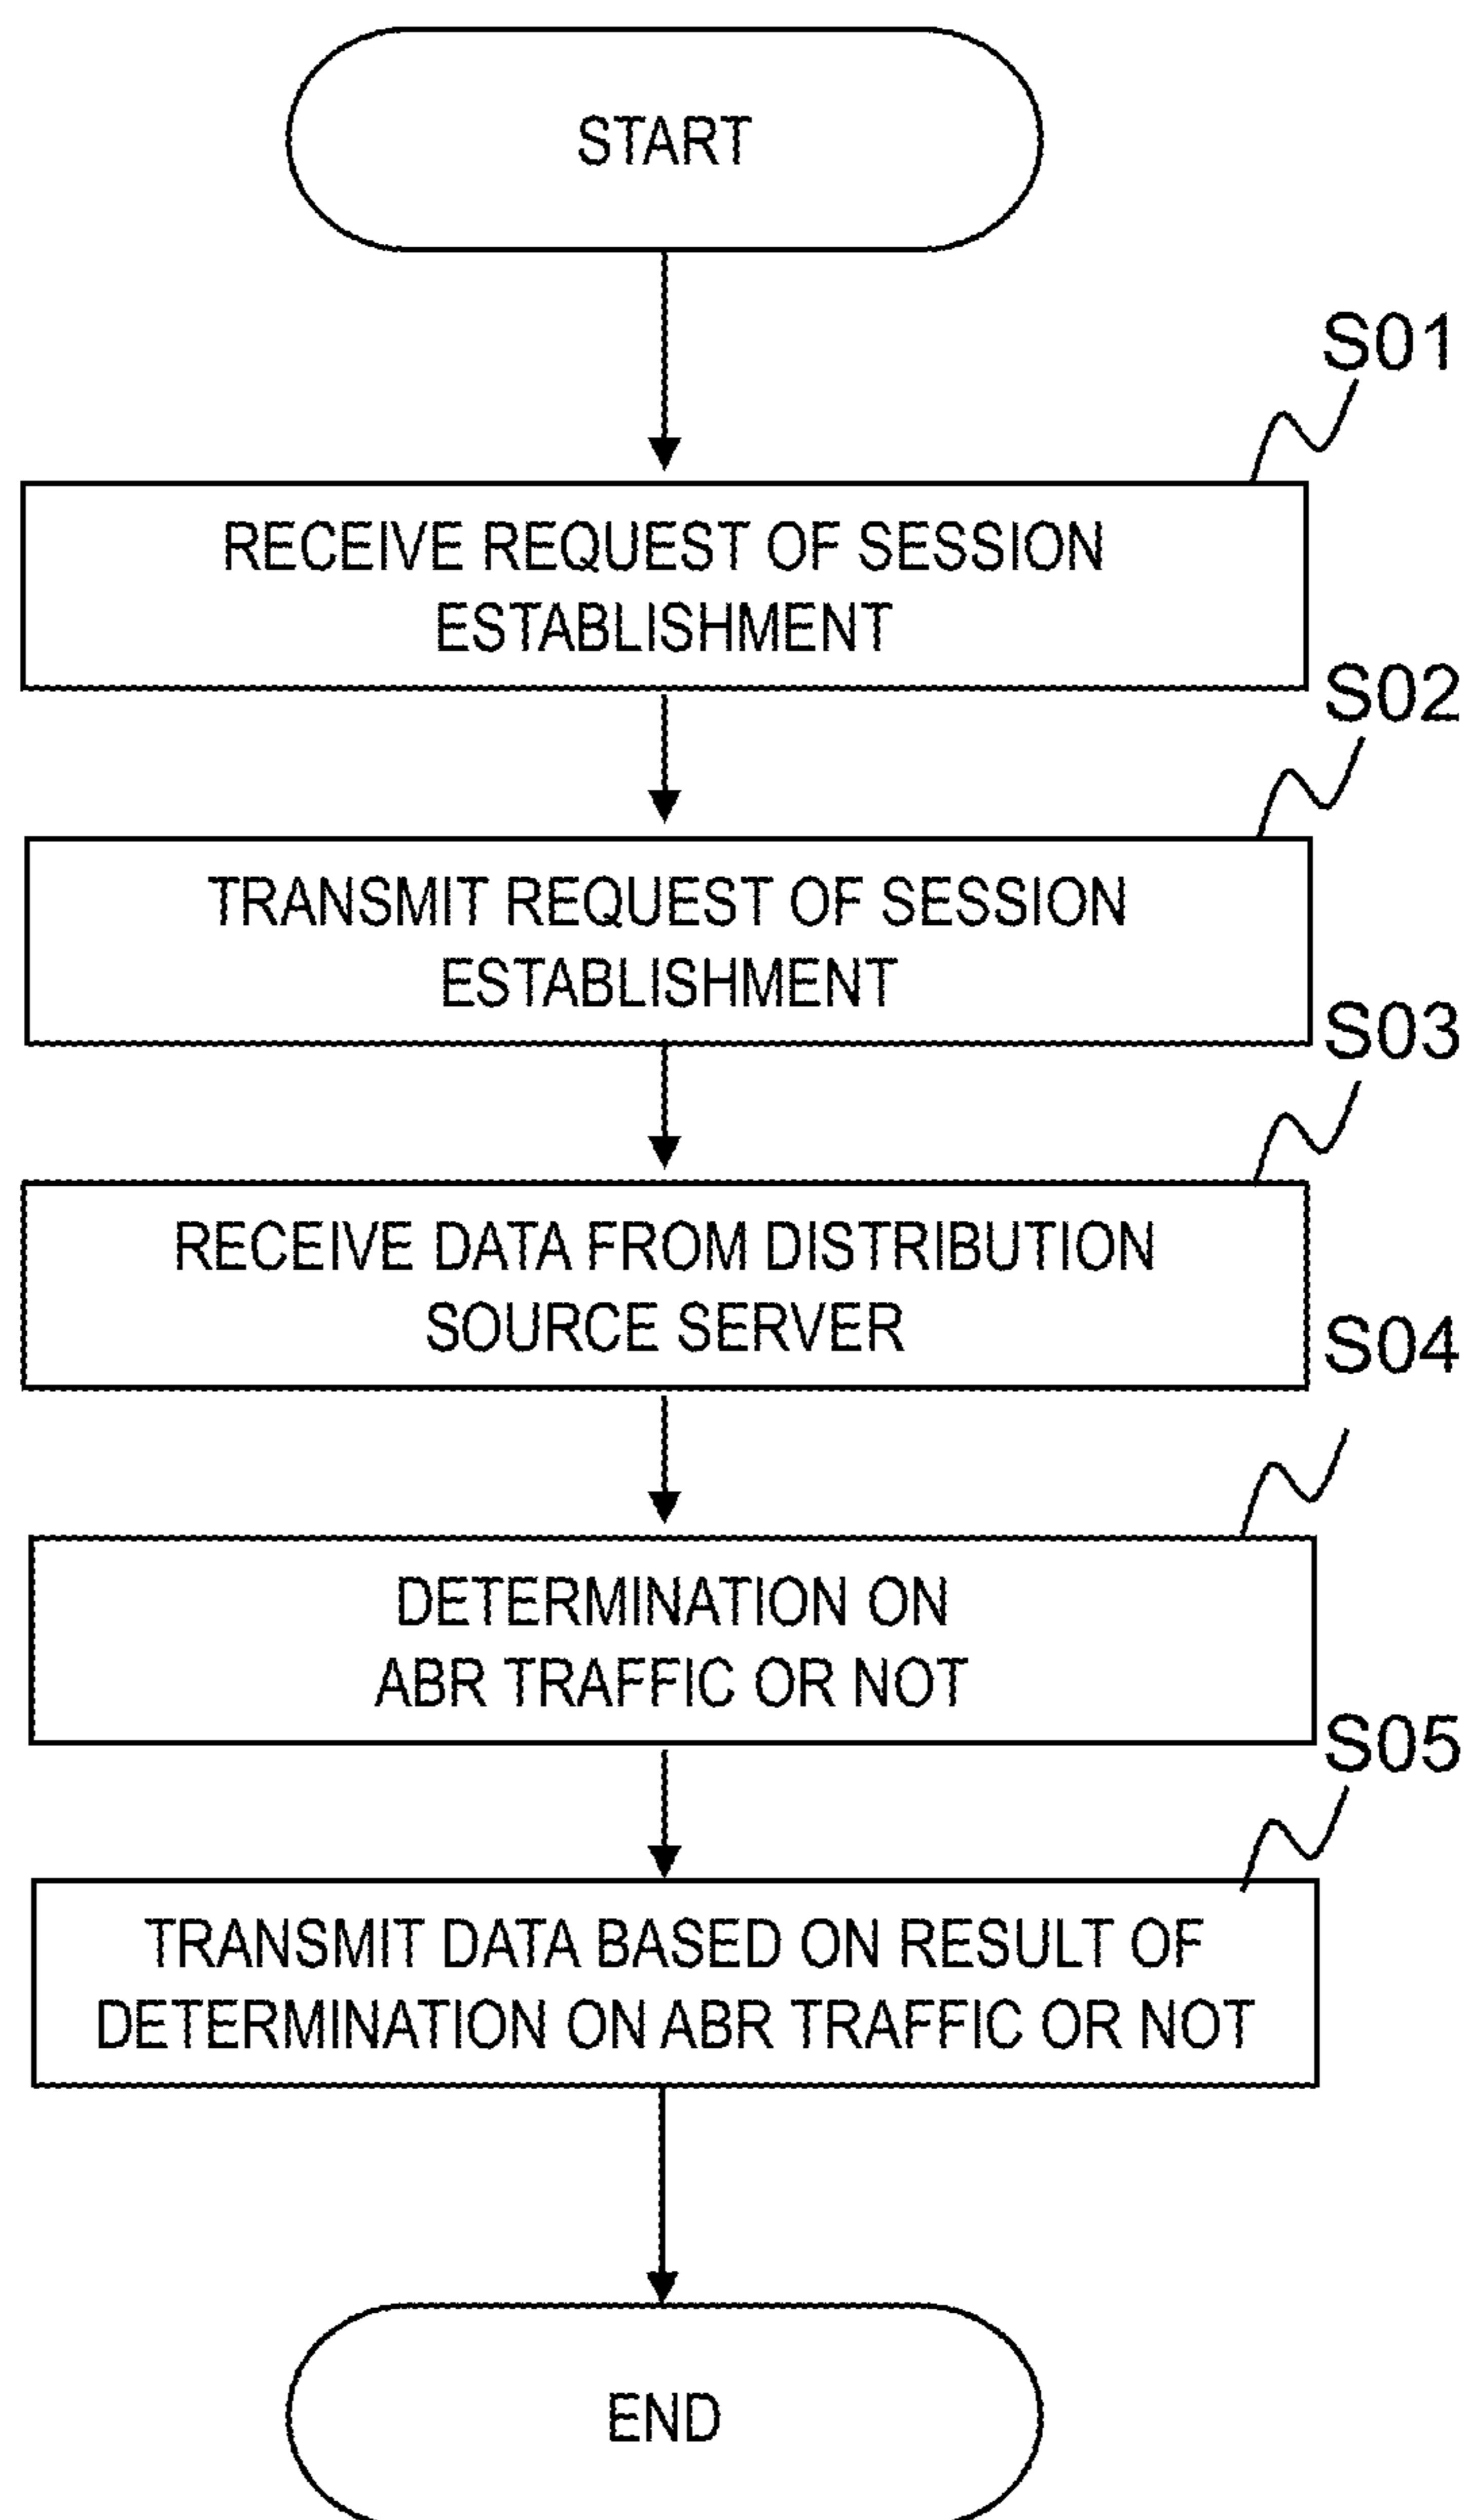 START
S01
RECEIVE REQUEST OF SESSION
ESTABLISHMENT
S02
TRANSMIT REQUEST OF SESSION
ESTABLISHMENT
S03
RECEIVE DATA FROM DISTRIBUTION
SOURCE SERVER
S04
DETERMINATION ON
ABR TRAFFIC OR NOT
S05
TRANSMIT DATA BASED ON RESULT OF
DETERMINATION ON ABR TRAFFIC OR NOT
END